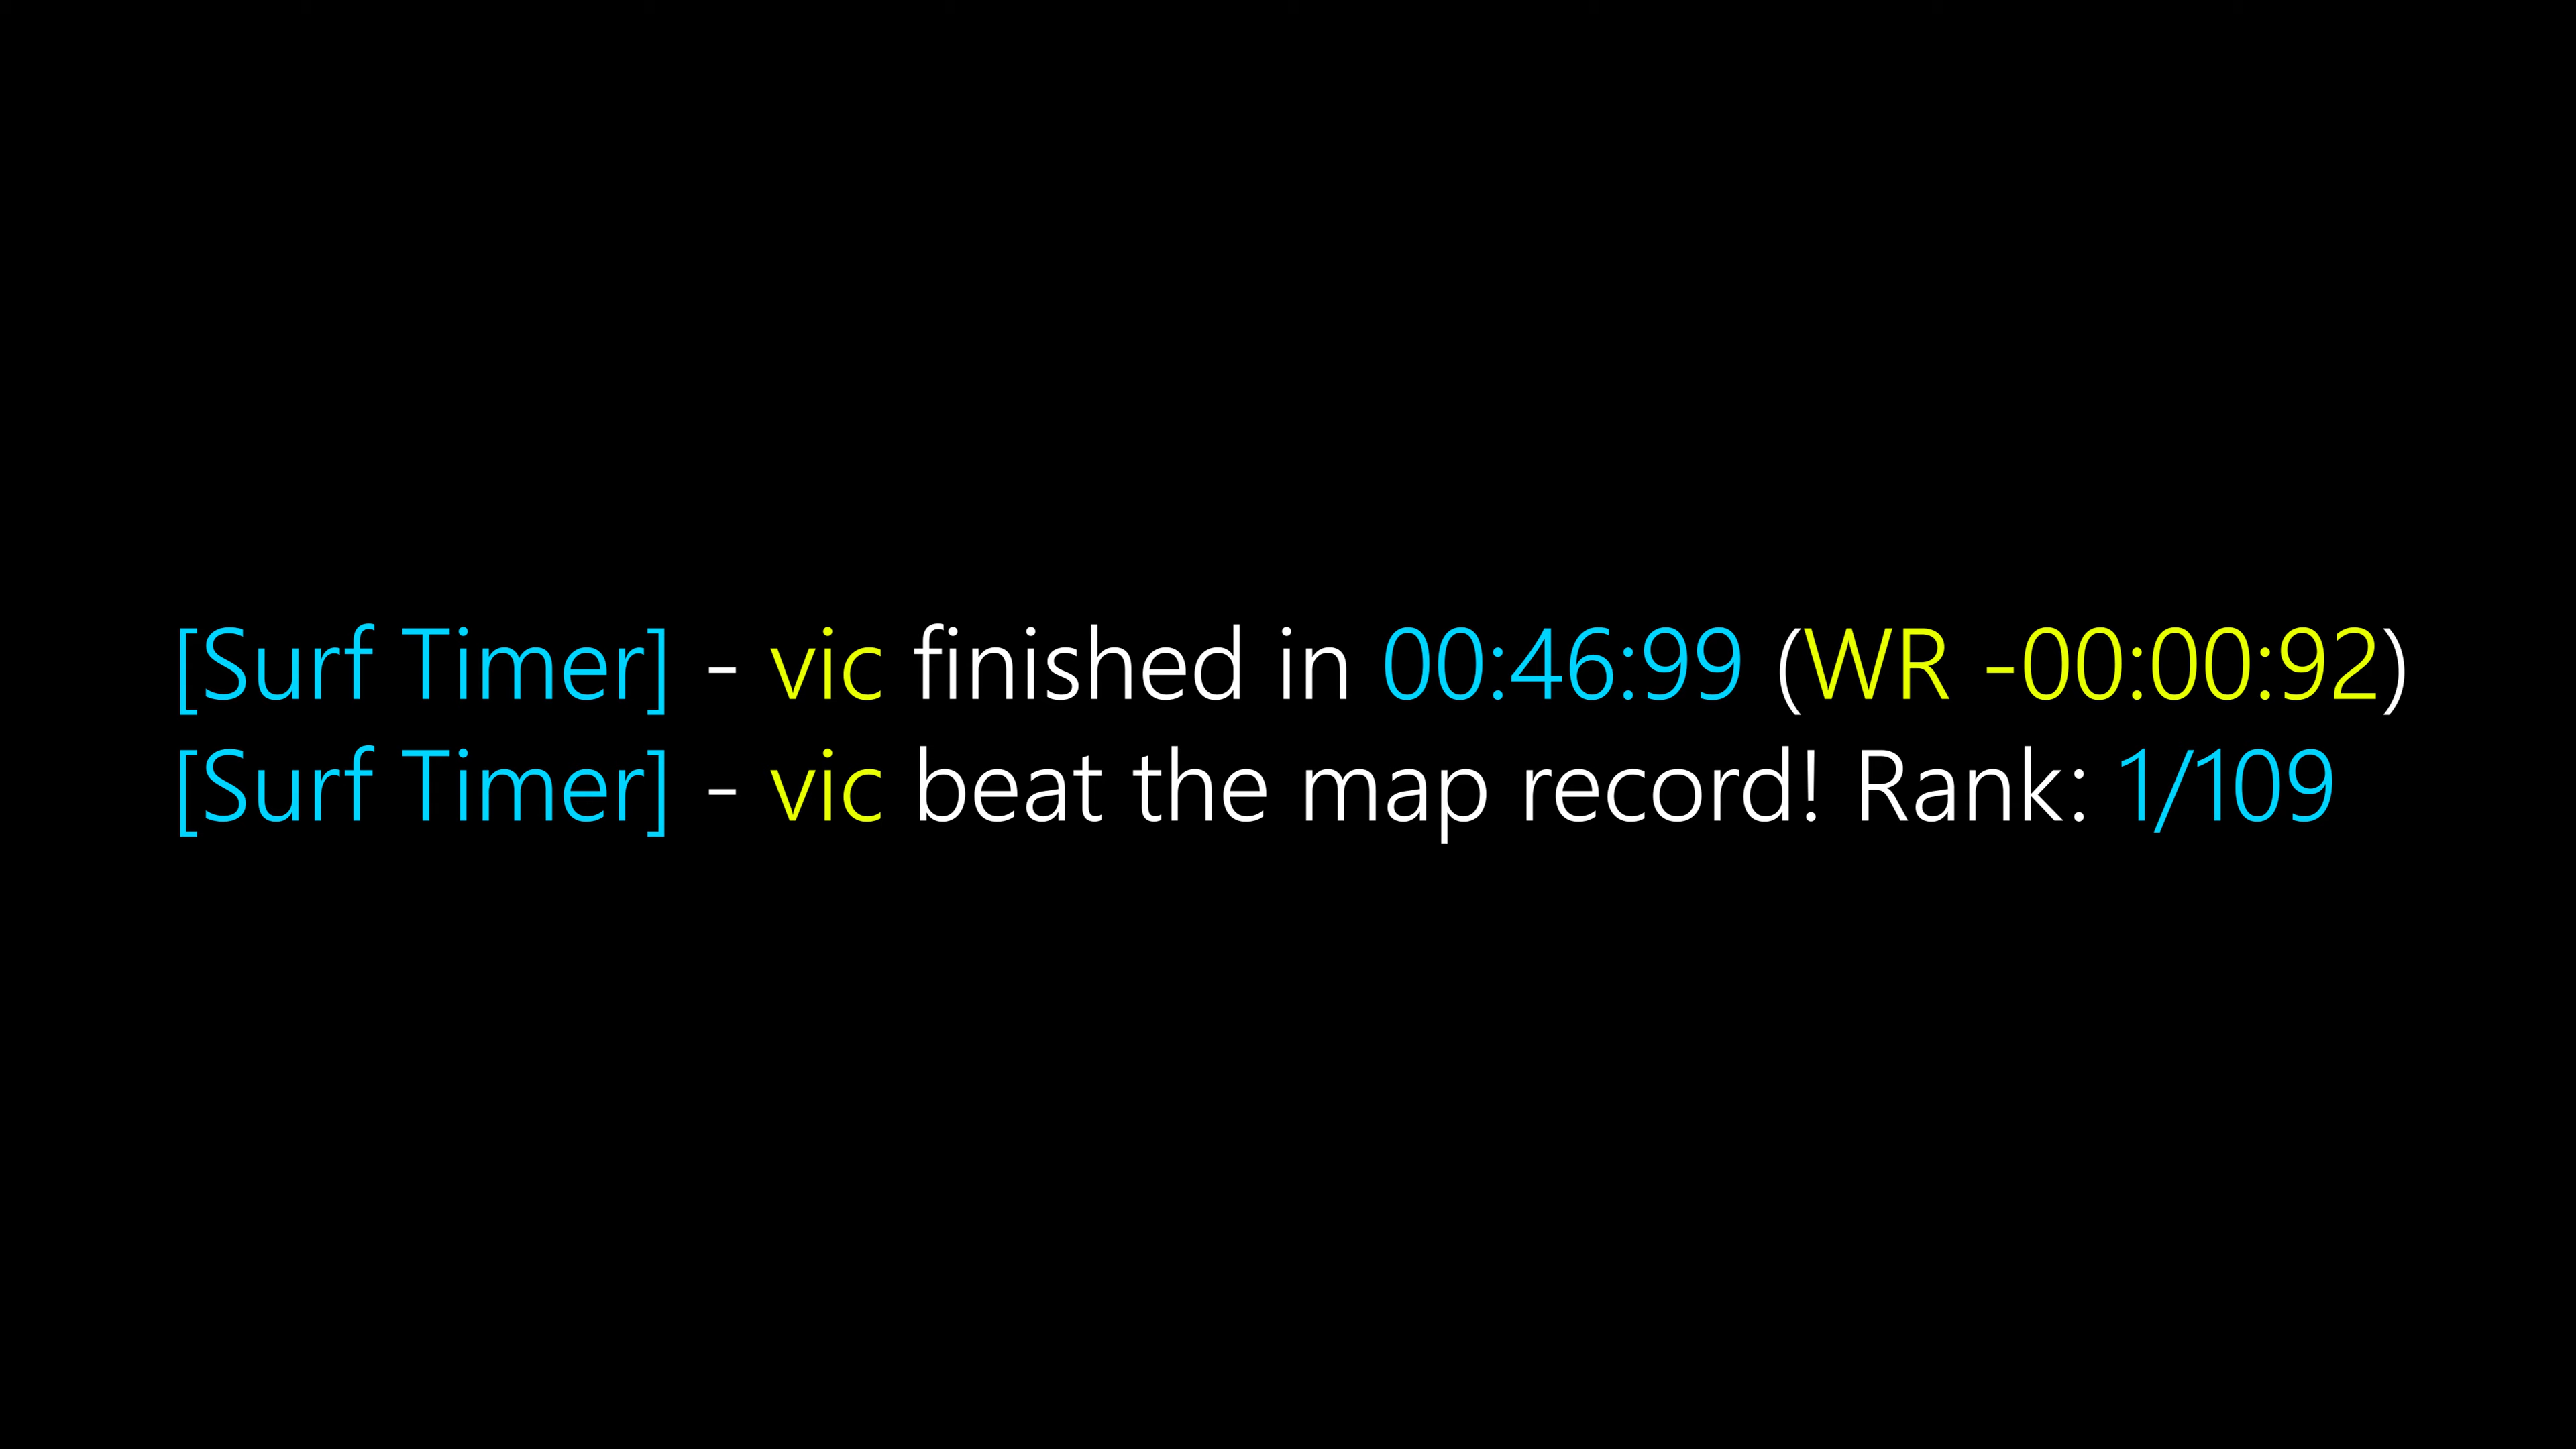 [Surf Timer] - vic finished in 00:46:99 (WR -00:00:92)
[Surf Timer] - vic beat the map record! Rank: 1/109